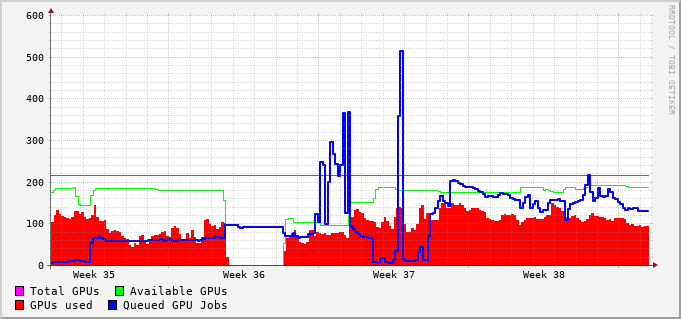 600
500
400
300
200
100
0
Week 35 Week 36 Week 37 Week 38
Total GPUs Available GPUs
GPUs used Queued GPU Jobs
RRDTOOL / TOBI OETIKER